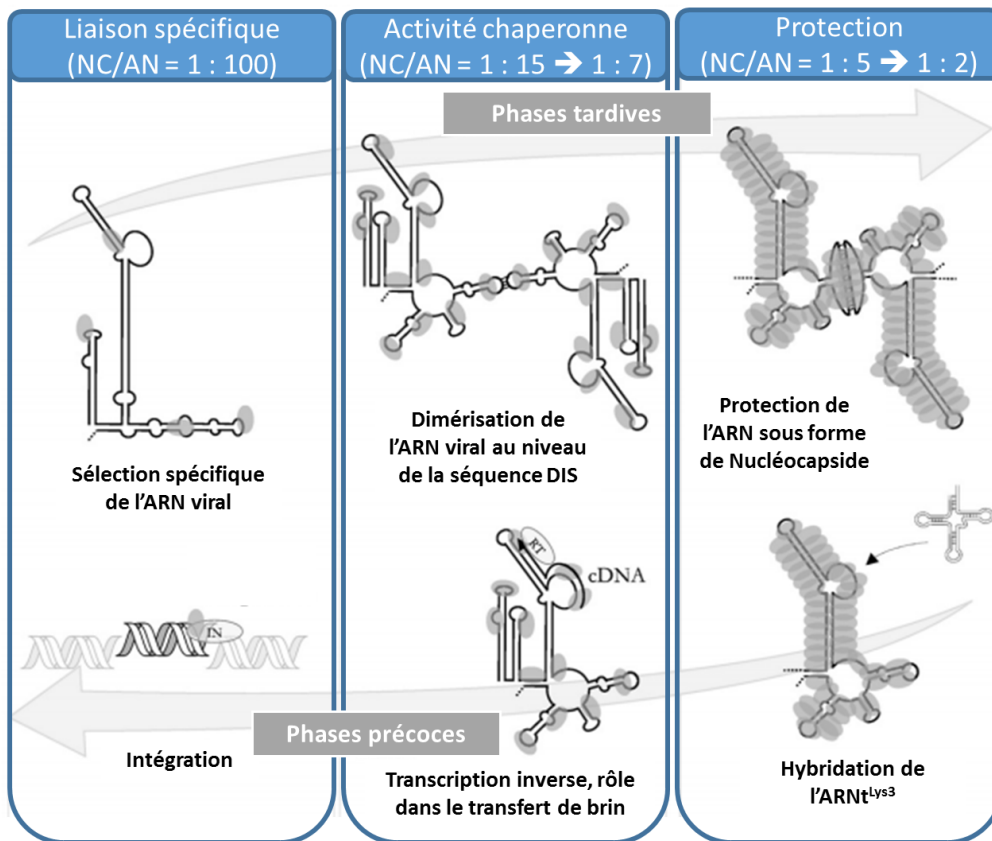 Liaison spécifique
(NC/AN = 1 : 100)
Activité chaperonne
(NC/AN = 1 : 15 ➔ 1 : 7)
Protection
(NC/AN = 1 : 5 ➔ 1 : 2)
Phases tardives
Sélection spécifique
de l’ARN viral
Dimérisation de
l’ARN viral au niveau
de la séquence DIS
Protection de
l’ARN sous forme
de Nucléocapside
IN
RT
cDNA
Phases précoces
Intégration
Transcription inverse, rôle
dans le transfert de brin
Hybridation de
l’ARNtLys3